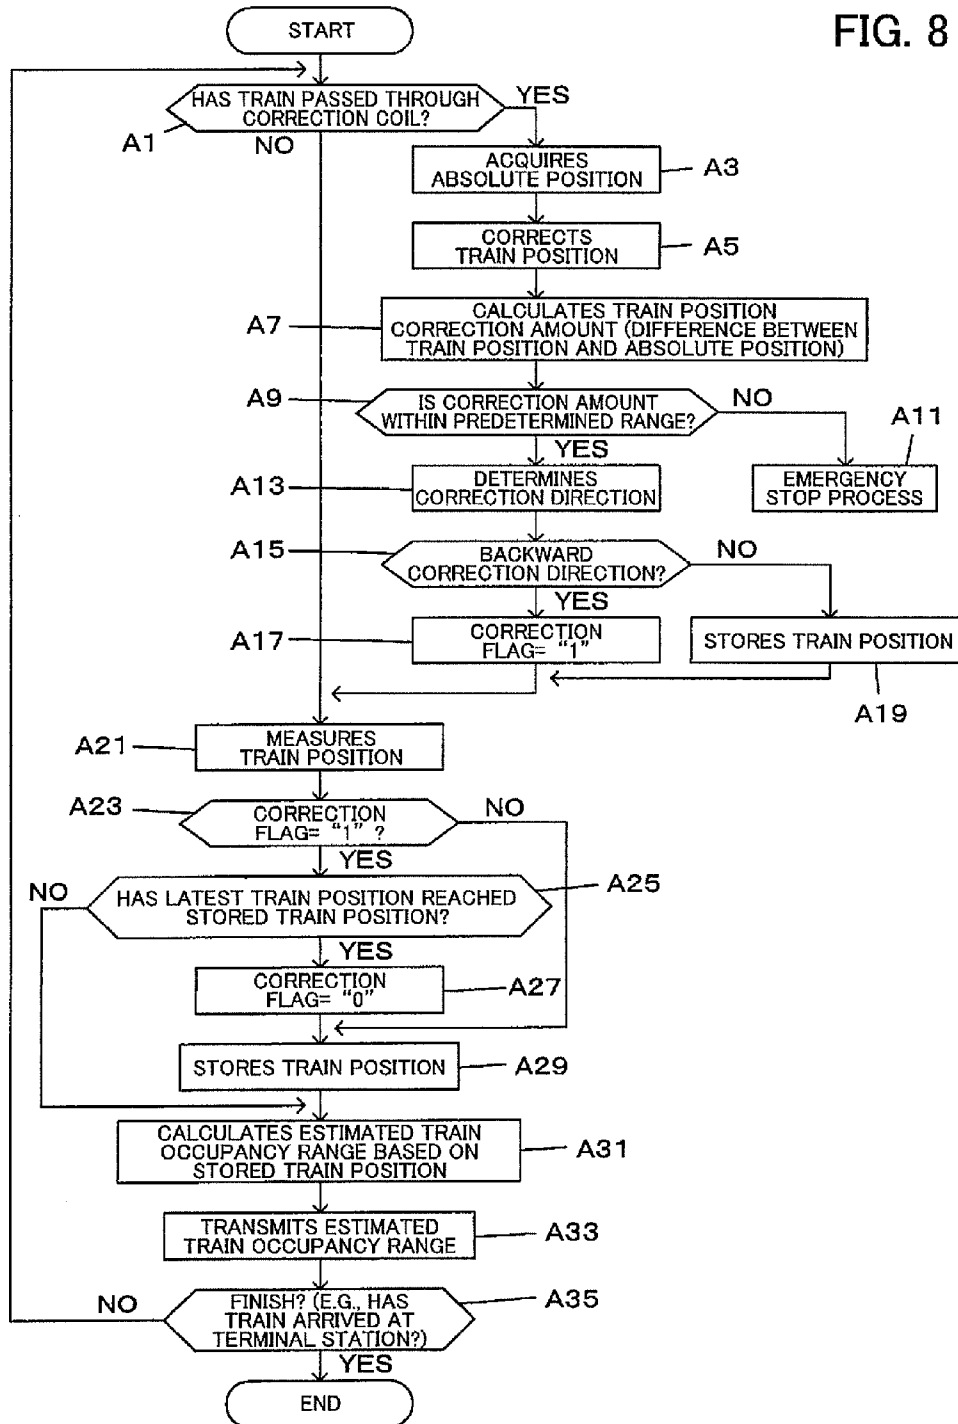 FIG. 8
START
HAS TRAIN PASSED THROUGH
CORRECTION COIL?
YES
A1
NO
ACQUIRES
ABSOLUTE POSITION
A3
CORRECTS
TRAIN POSITION
A5
A7
CALCULATES TRAIN POSITION
CORRECTION AMOUNT (DIFFERENCE BETWEEN
TRAIN POSITION AND ABSOLUTE POSITION)
A9
IS CORRECTION AMOUNT
WITHIN PREDETERMINED RANGE?
NO
YES
A11
EMERGENCY
STOP PROCESS
A13
DETERMINES
CORRECTION DIRECTION
A15
BACKWARD
CORRECTION DIRECTION?
NO
YES
A17
CORRECTION
FLAG= "1"
STORES TRAIN POSITION
A19
A21
MEASURES
TRAIN POSITION
A23
CORRECTION
FLAG= "1" ?
NO
YES
NO
HAS LATEST TRAIN POSITION REACHED
STORED TRAIN POSITION?
A25
YES
CORRECTION
FLAG= "0"
A27
STORES TRAIN POSITION
A29
CALCULATES ESTIMATED TRAIN
OCCUPANCY RANGE BASED ON
STORED TRAIN POSITION
A31
TRANSMITS ESTIMATED
TRAIN OCCUPANCY RANGE
A33
NO
FINISH? (E.G., HAS
TRAIN ARRIVED AT
TERMINAL STATION?)
A35
YES
END